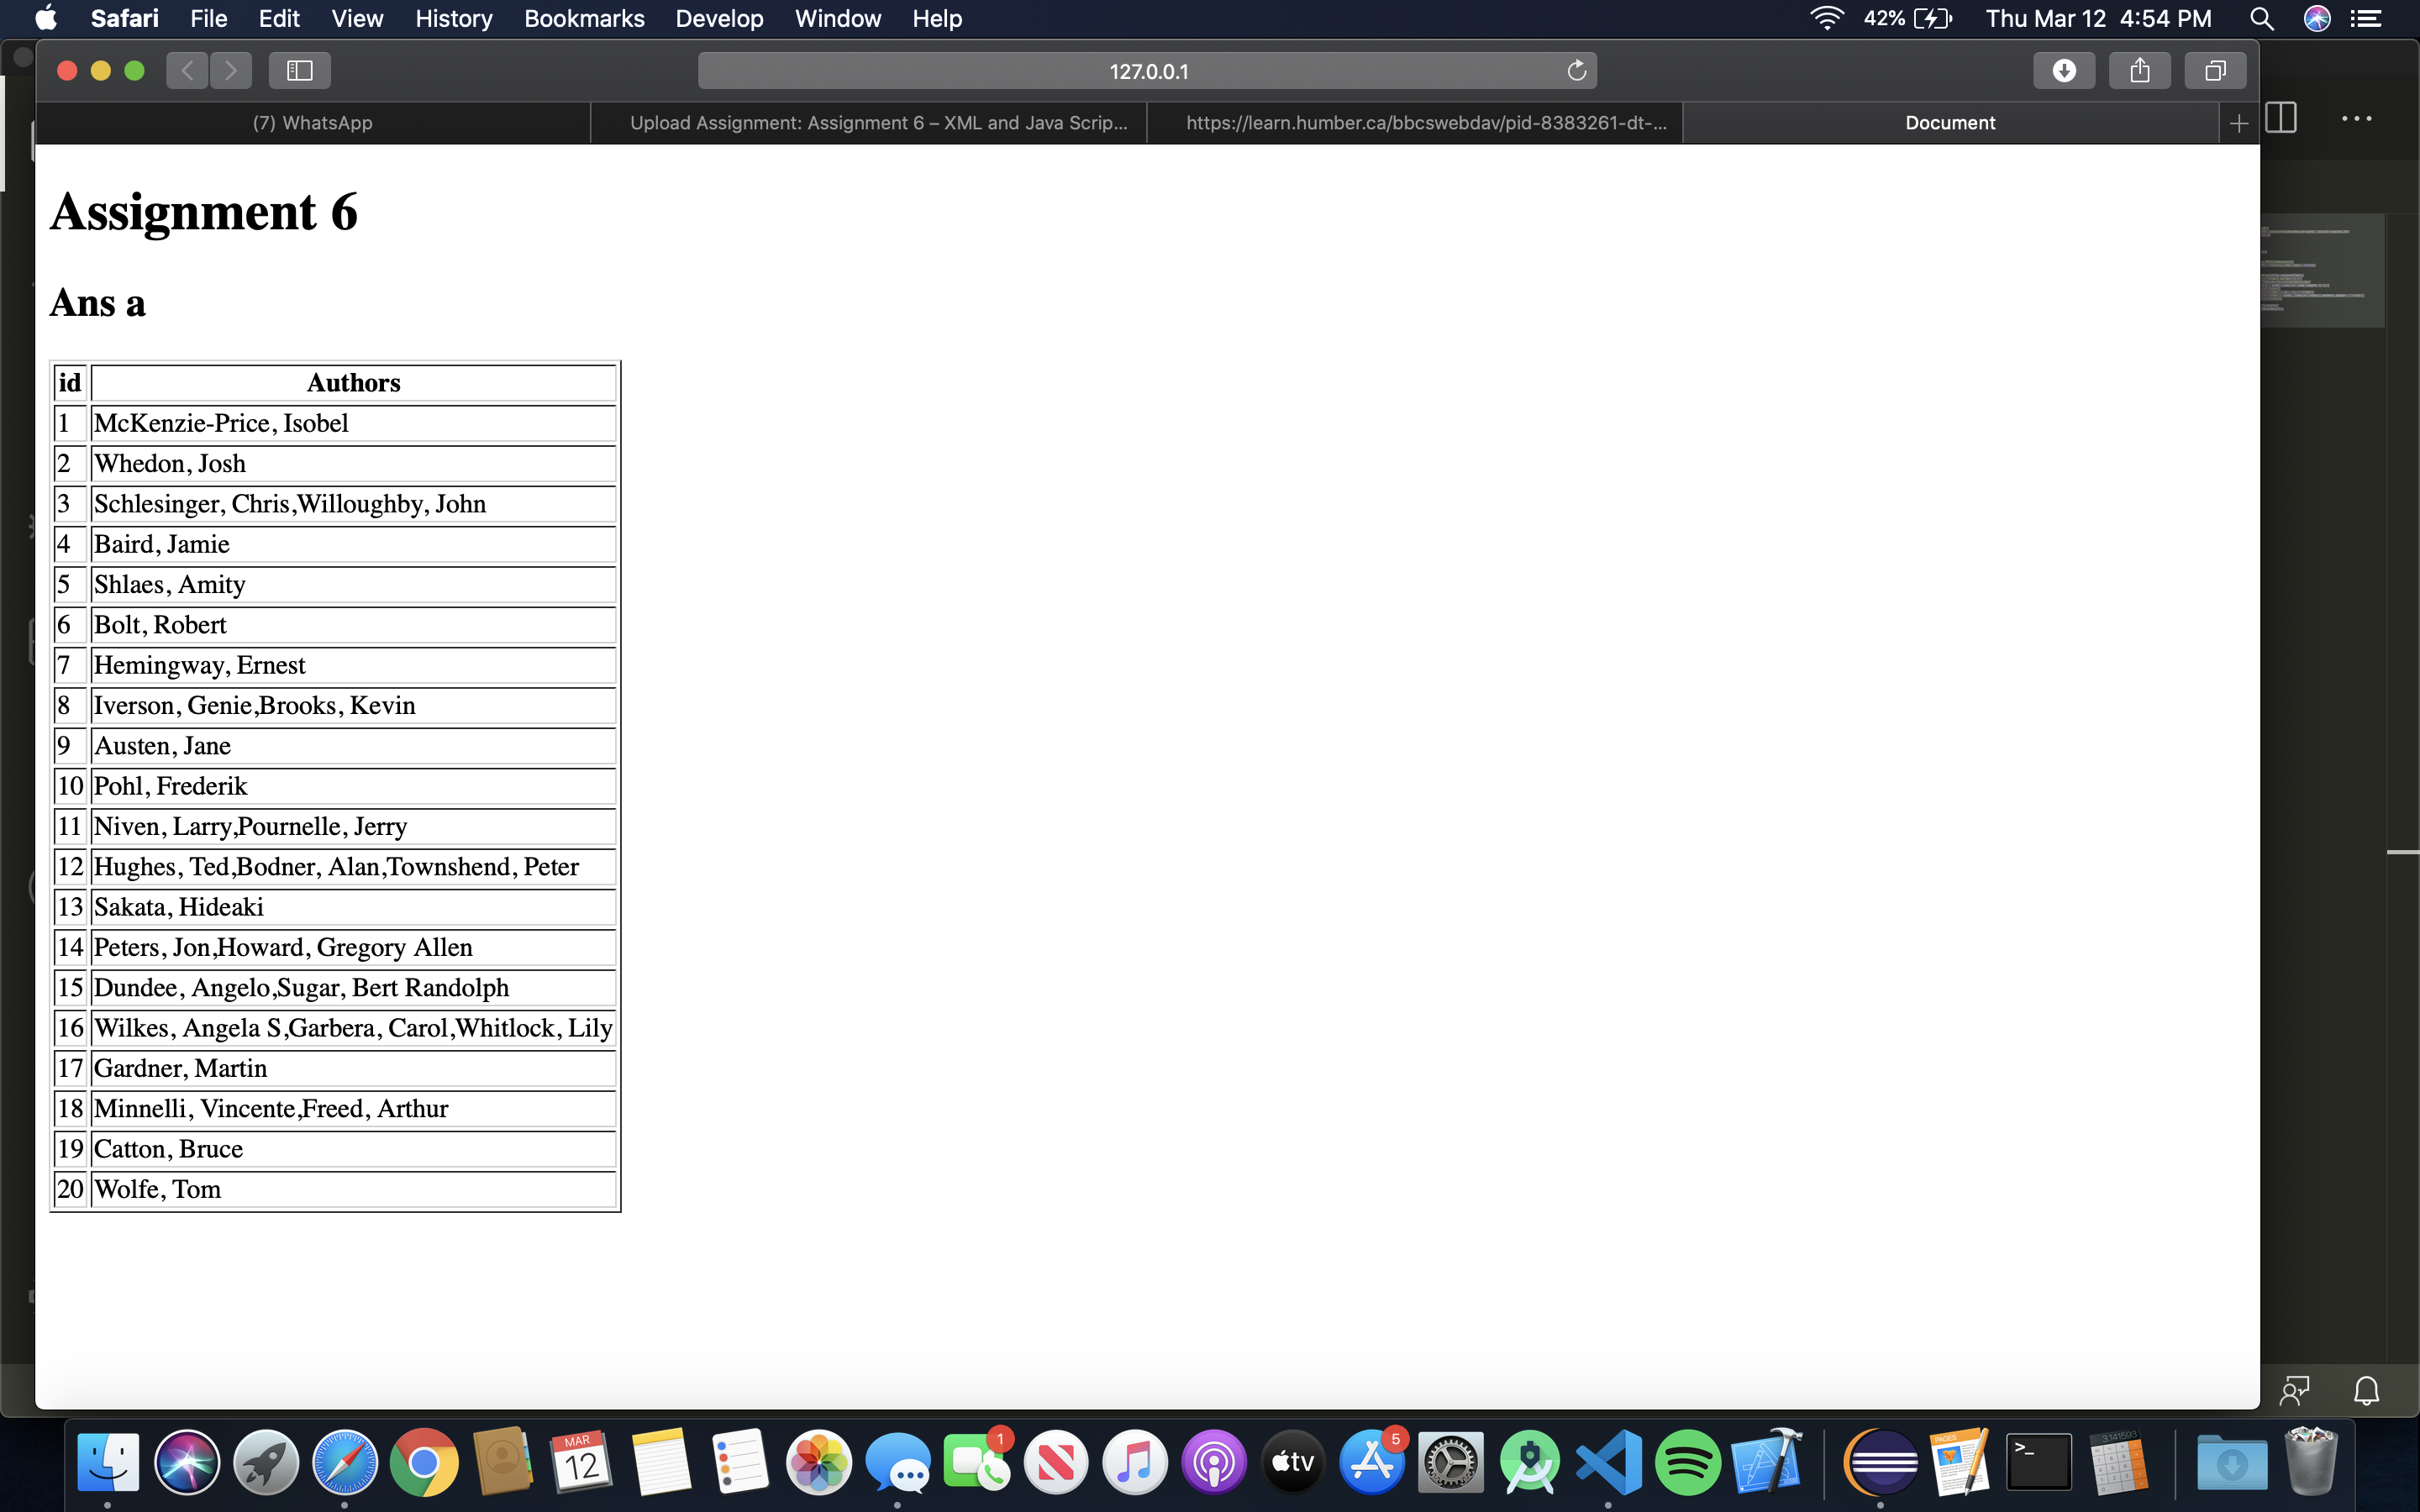 Safari File Edit View History Bookmarks Develop Window Help 42% Thu Mar 12 4:54 PM
127.0.0.1
(7) WhatsApp
Upload Assignment: Assignment 6 – XML and Java Scrip...
https://learn.humber.ca/bbcswebdav/pid-8383261-dt-...
Document
Assignment 6
Ans a
id Authors
1 McKenzie-Price, Isobel
2 Whedon, Josh
3 Schlesinger, Chris,Willoughby, John
4 Baird, Jamie
5 Shlaes, Amity
6 Bolt, Robert
7 Hemingway, Ernest
8 Iverson, Genie,Brooks, Kevin
9 Austen, Jane
10 Pohl, Frederik
11 Niven, Larry,Pournelle, Jerry
12 Hughes, Ted,Bodner, Alan,Townshend, Peter
13 Sakata, Hideaki
14 Peters, Jon,Howard, Gregory Allen
15 Dundee, Angelo,Sugar, Bert Randolph
16 Wilkes, Angela S,Garbera, Carol,Whitlock, Lily
17 Gardner, Martin
18 Minnelli, Vincente,Freed, Arthur
19 Catton, Bruce
20 Wolfe, Tom
MAR
12
1
tv
5
PAGES
>_
3.141593